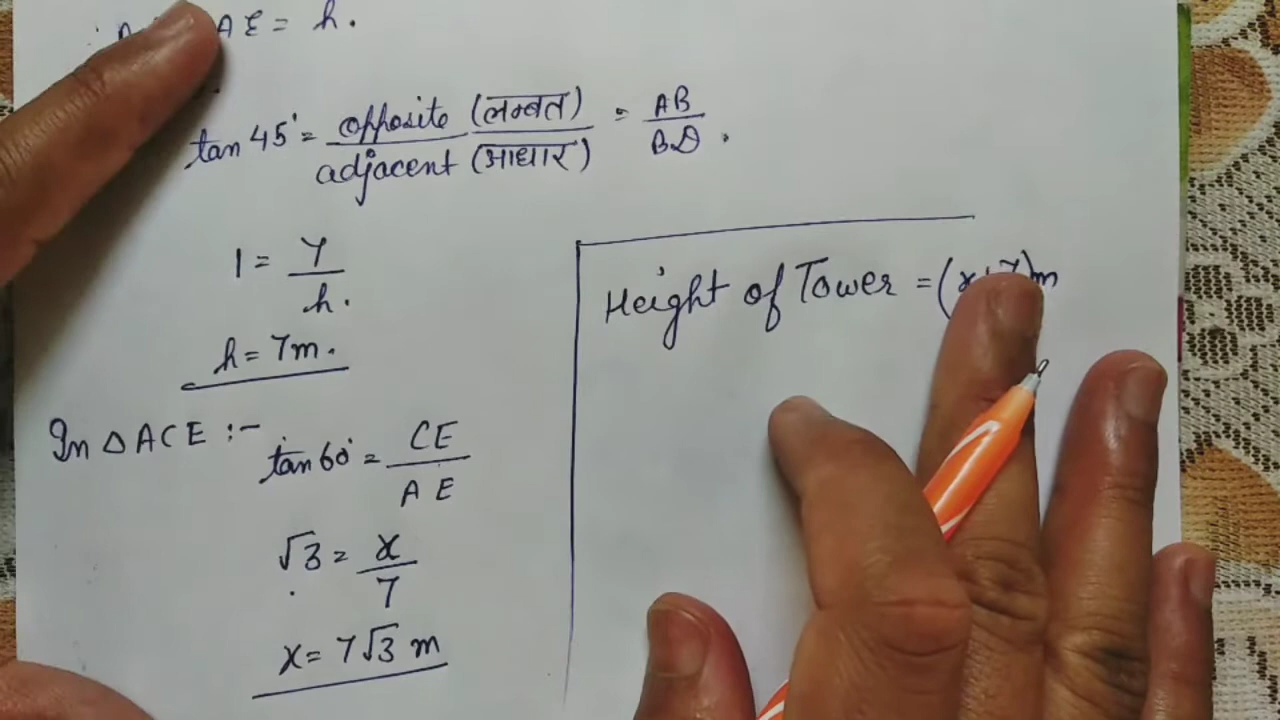 AE = h.
tan 45° = opposite (लम्बत) / adjacent (आधार) = AB / BD.
1 = 7 / h.
h = 7m.
In △ ACE :-
tan 60° = CE / AE
√3 = x / 7
x = 7√3 m
Height of Tower = (x+7)m